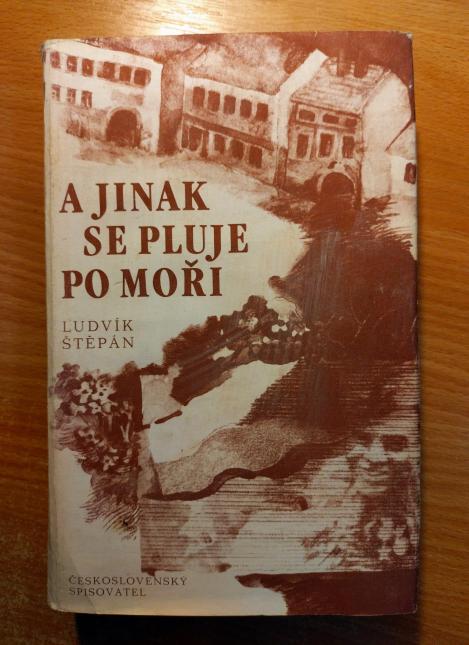 A JINAK
SE PLUJE
PO MOŘI
LUDVÍK
ŠTĚPÁN
ČESKOSLOVENSKÝ
SPISOVATEL